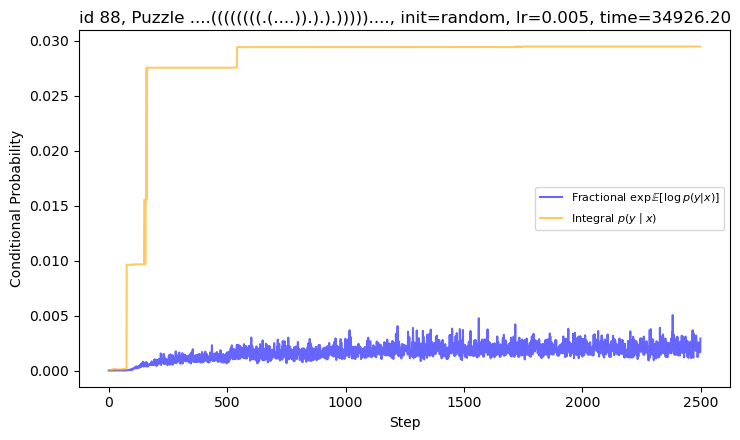 id 88, Puzzle ....((((((((.(....)).).).)))))...., init=random, lr=0.005, time=34926.20
0.030
0.025
0.020
0.015
0.010
0.005
0.000
Conditional Probability
Fractional exp𝔼[log p(y|x)]
Integral p(y | x)
0
500
1000
1500
2000
2500
Step